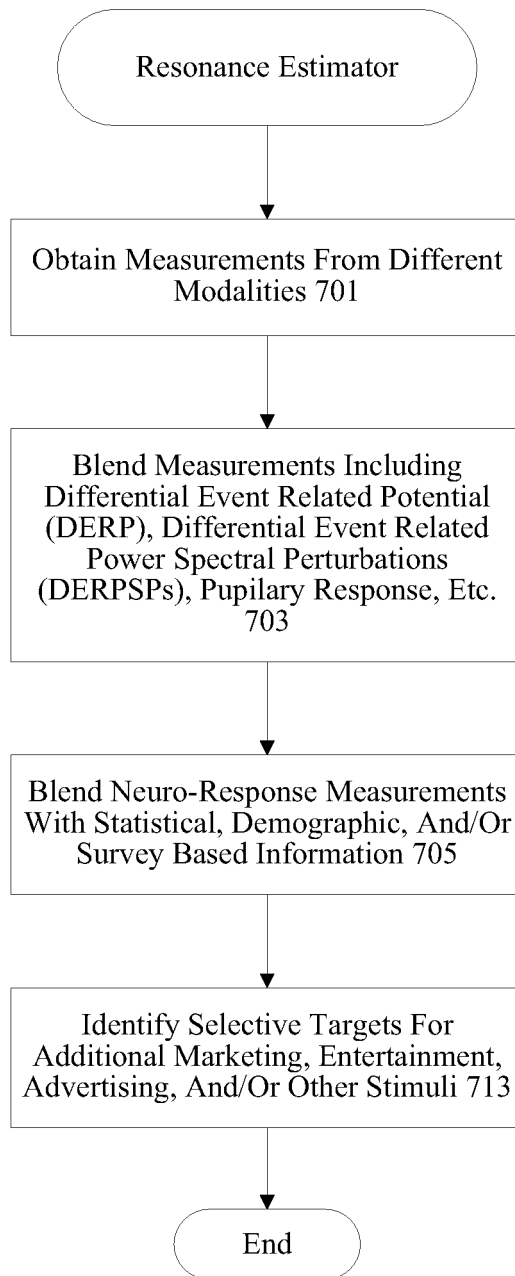 Resonance Estimator
Obtain Measurements From Different
Modalities 701
Blend Measurements Including
Differential Event Related Potential
(DERP), Differential Event Related
Power Spectral Perturbations
(DERPSPs), Pupilary Response, Etc.
703
Blend Neuro-Response Measurements
With Statistical, Demographic, And/Or
Survey Based Information 705
Identify Selective Targets For
Additional Marketing, Entertainment,
Advertising, And/Or Other Stimuli 713
End